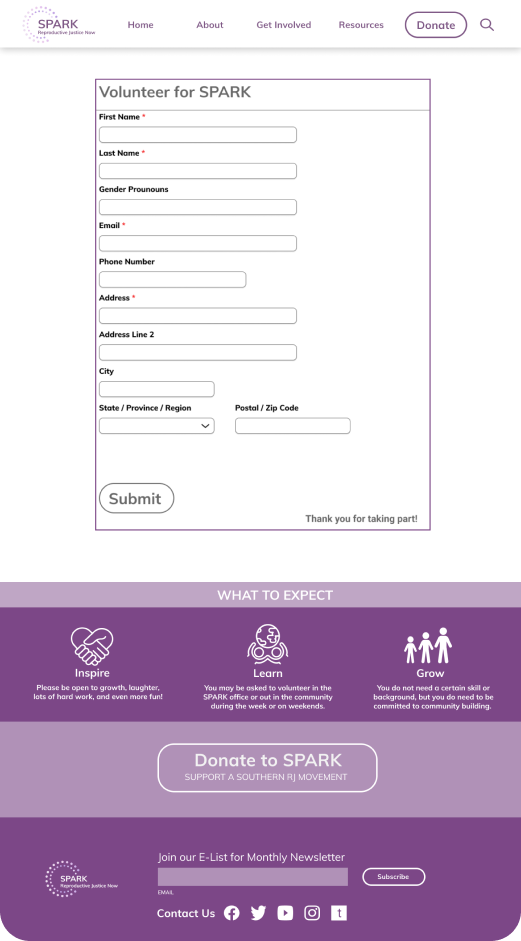 SPARK
Reproductive Justice Now
Home
About
Get Involved
Resources
Donate
Volunteer for SPARK
First Name *
Last Name *
Gender Prounouns
Email *
Phone Number
Address *
Address Line 2
City
State / Province / Region
Postal / Zip Code
Submit
Thank you for taking part!
WHAT TO EXPECT
Inspire
Please be open to growth, laughter,
lots of hard work, and even more fun!
Learn
You may be asked to volunteer in the
SPARK office or out in the community
during the week or on weekends.
Grow
You do not need a certain skill or
background, but you do need to be
committed to community building.
Donate to SPARK
SUPPORT A SOUTHERN RJ MOVEMENT
Join our E-List for Monthly Newsletter
EMAIL
Subscribe
SPARK
Reproductive Justice Now
Contact Us